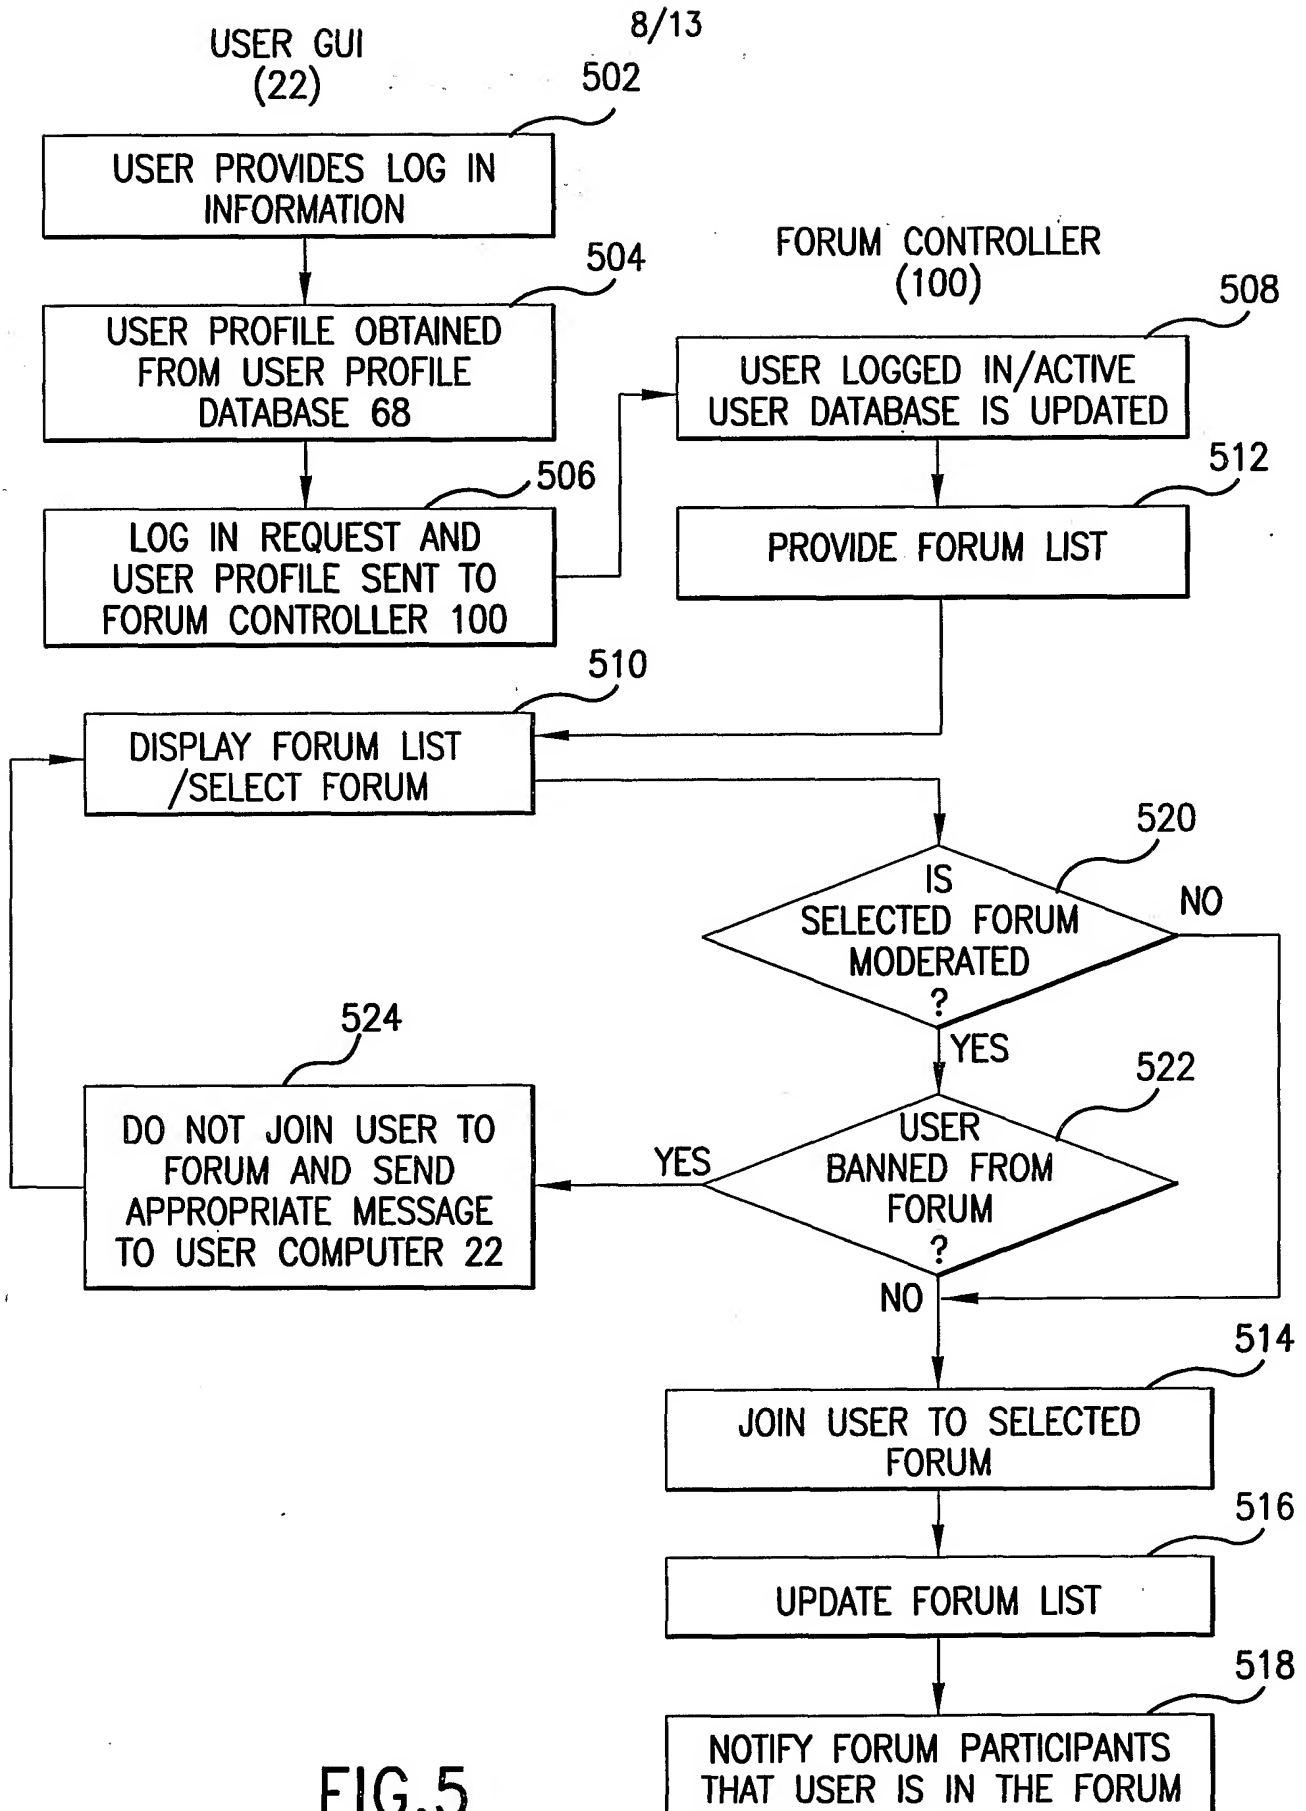 8/13
USER GUI
(22)
502
USER PROVIDES LOG IN
INFORMATION
504
USER PROFILE OBTAINED
FROM USER PROFILE
DATABASE 68
506
LOG IN REQUEST AND
USER PROFILE SENT TO
FORUM CONTROLLER 100
FORUM CONTROLLER
(100)
508
USER LOGGED IN/ACTIVE
USER DATABASE IS UPDATED
512
PROVIDE FORUM LIST
510
DISPLAY FORUM LIST
/SELECT FORUM
520
IS
SELECTED FORUM
MODERATED
?
NO
YES
522
USER
BANNED FROM
FORUM
?
YES
NO
524
DO NOT JOIN USER TO
FORUM AND SEND
APPROPRIATE MESSAGE
TO USER COMPUTER 22
514
JOIN USER TO SELECTED
FORUM
516
UPDATE FORUM LIST
518
NOTIFY FORUM PARTICIPANTS
THAT USER IS IN THE FORUM
FIG.5